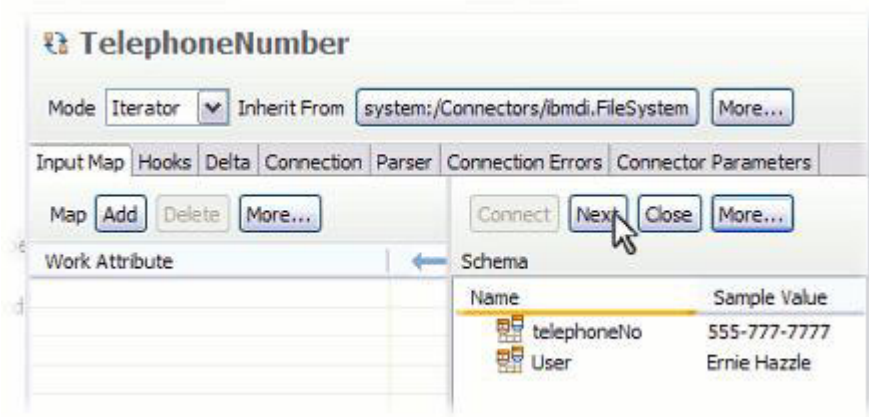 TelephoneNumber
Mode Iterator Inherit From system:/Connectors/ibmdi.FileSystem More...
Input Map Hooks Delta Connection Parser Connection Errors Connector Parameters
Map Add Delete More... Connect Next Close More...
Work Attribute Schema
Name Sample Value
telephoneNo 555-777-7777
User Ernie Hazzle